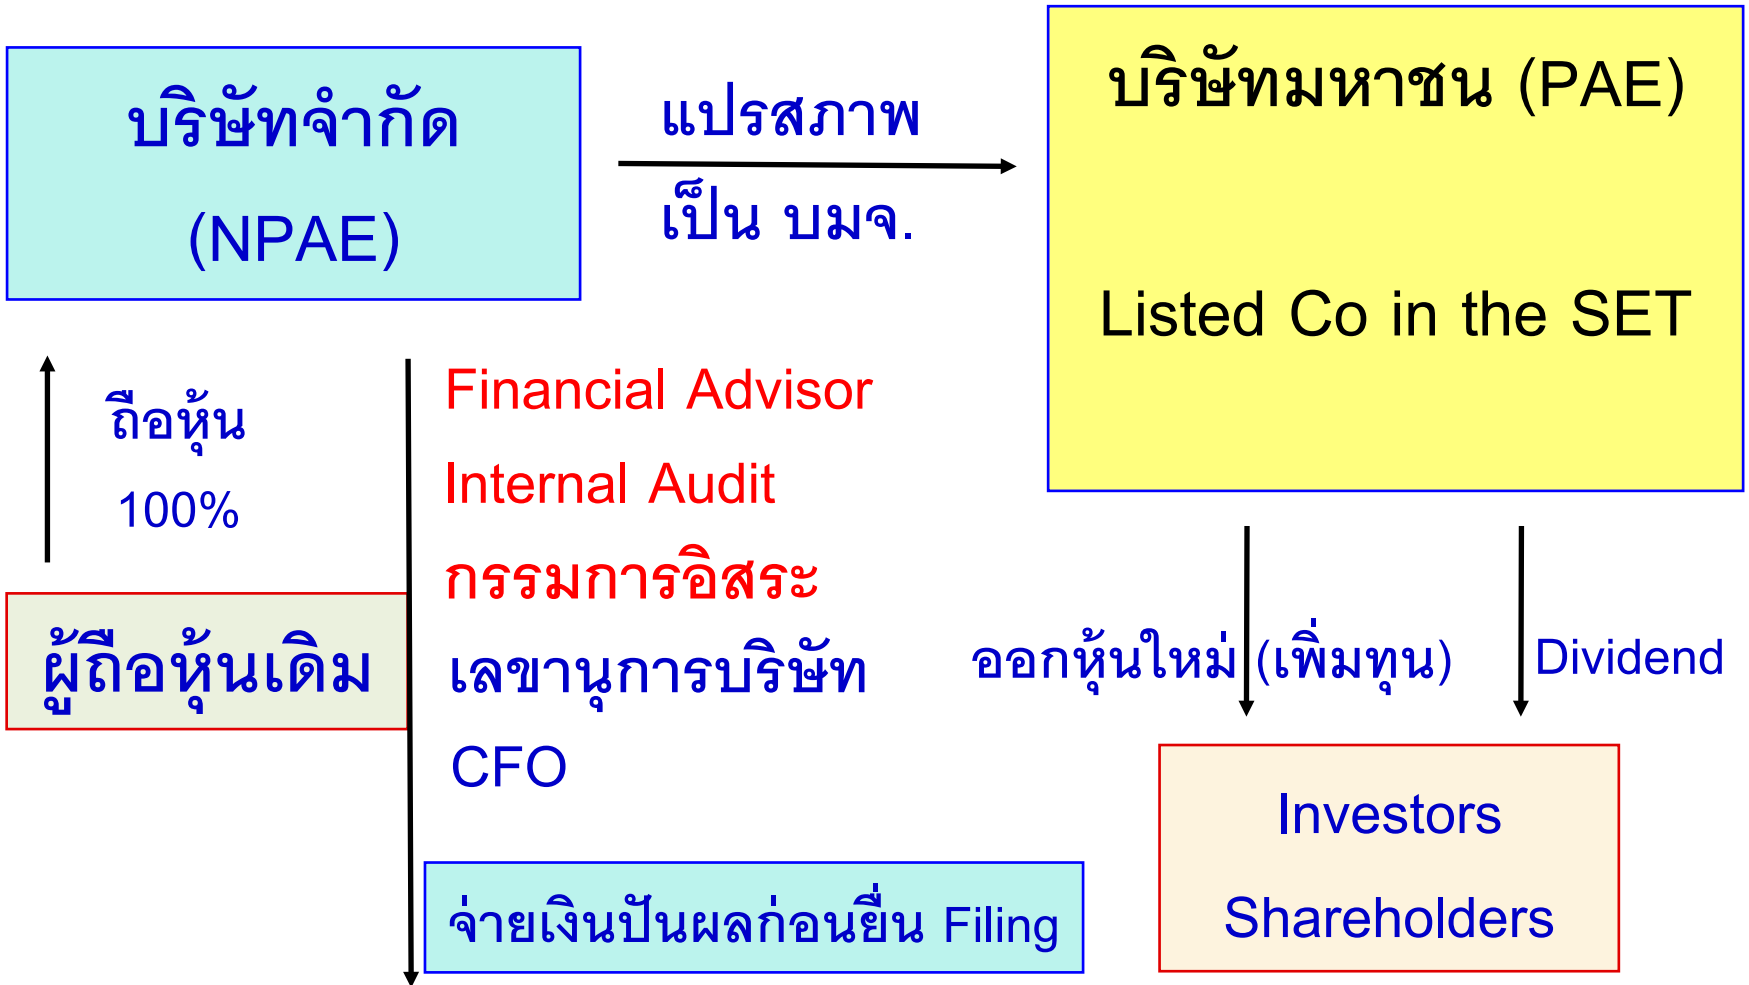 บริษัทจำกัด
(NPAE)
แปรสภาพ
เป็น บมจ.
บริษัทมหาชน (PAE)
Listed Co in the SET
ถือหุ้น
100%
ผู้ถือหุ้นเดิม
Financial Advisor
Internal Audit
กรรมการอิสระ
เลขานุการบริษัท
CFO
จ่ายเงินปันผลก่อนยื่น Filing
ออกหุ้นใหม่ (เพิ่มทุน)
Dividend
Investors
Shareholders